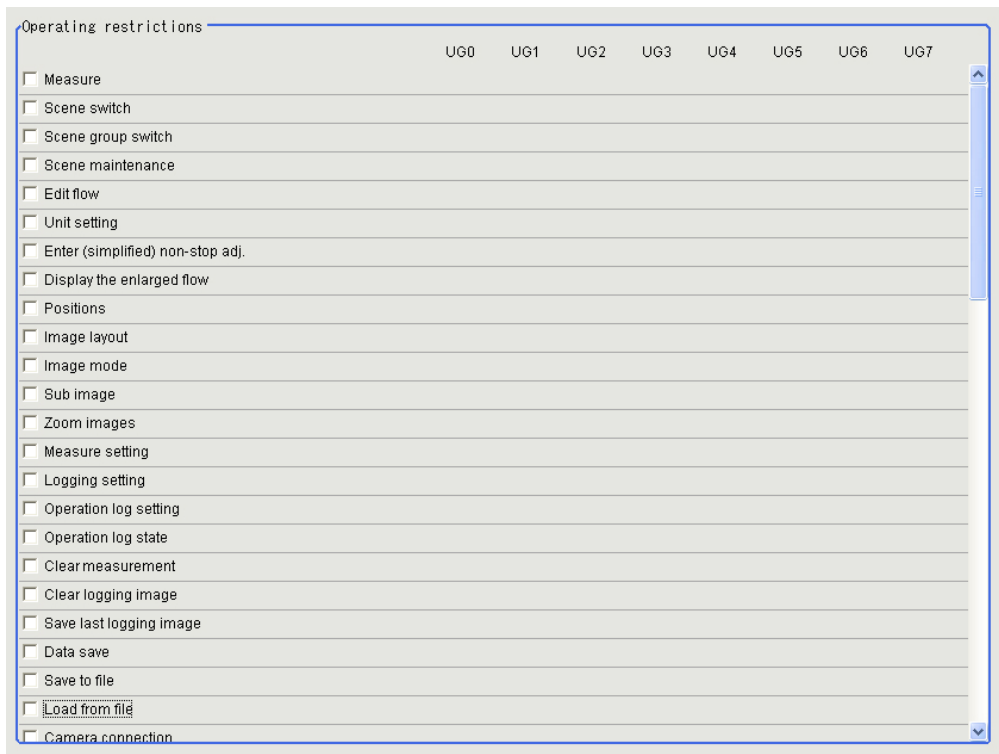 Operating restrictions
UG0 UG1 UG2 UG3 UG4 UG5 UG6 UG7
Measure
Scene switch
Scene group switch
Scene maintenance
Edit flow
Unit setting
Enter (simplified) non-stop adj.
Display the enlarged flow
Positions
Image layout
Image mode
Sub image
Zoom images
Measure setting
Logging setting
Operation log setting
Operation log state
Clear measurement
Clear logging image
Save last logging image
Data save
Save to file
Load from file
Camera connection